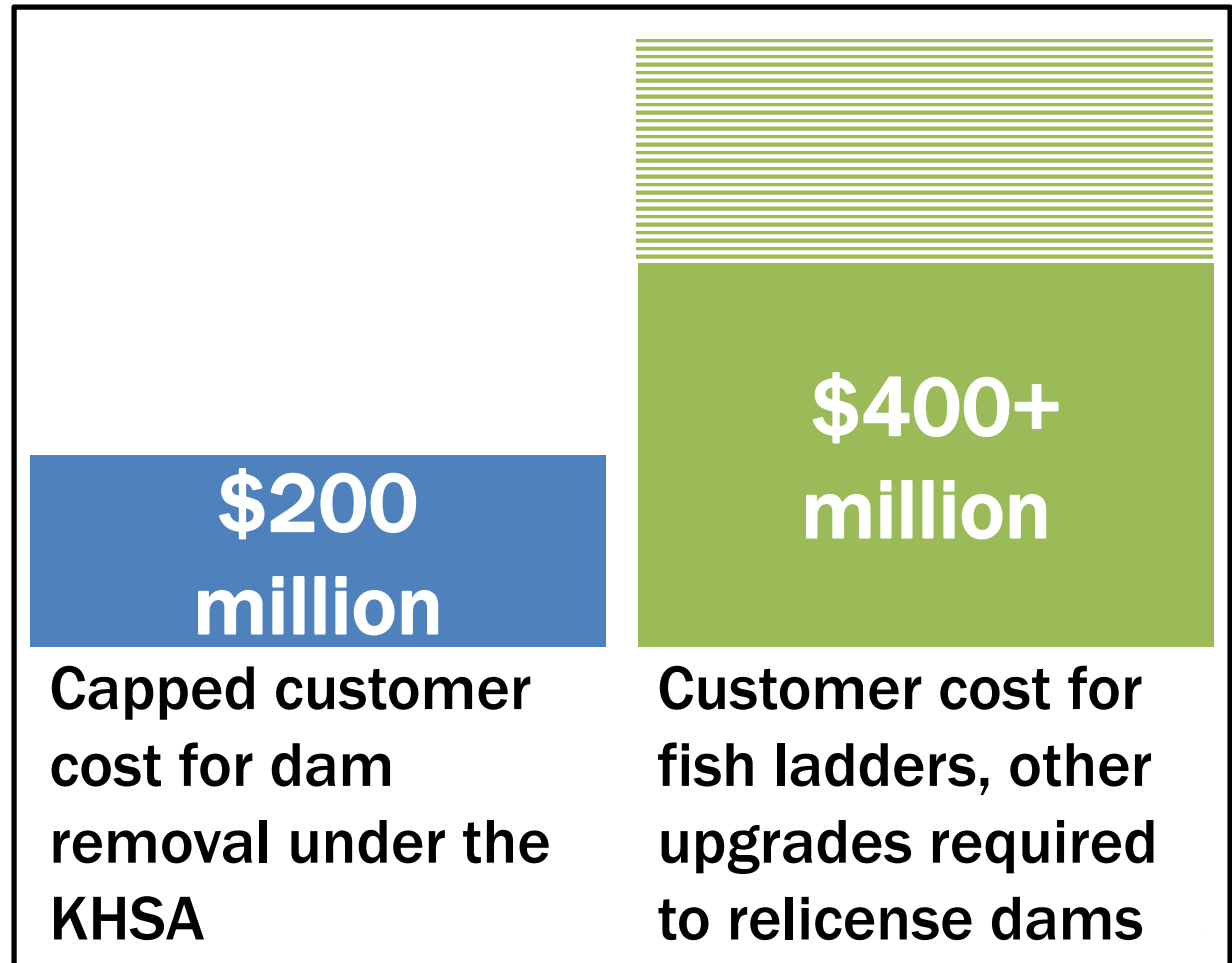 $200
million
Capped customer
cost for dam
removal under the
KHSA
$400+
million
Customer cost for
fish ladders, other
upgrades required
to relicense dams